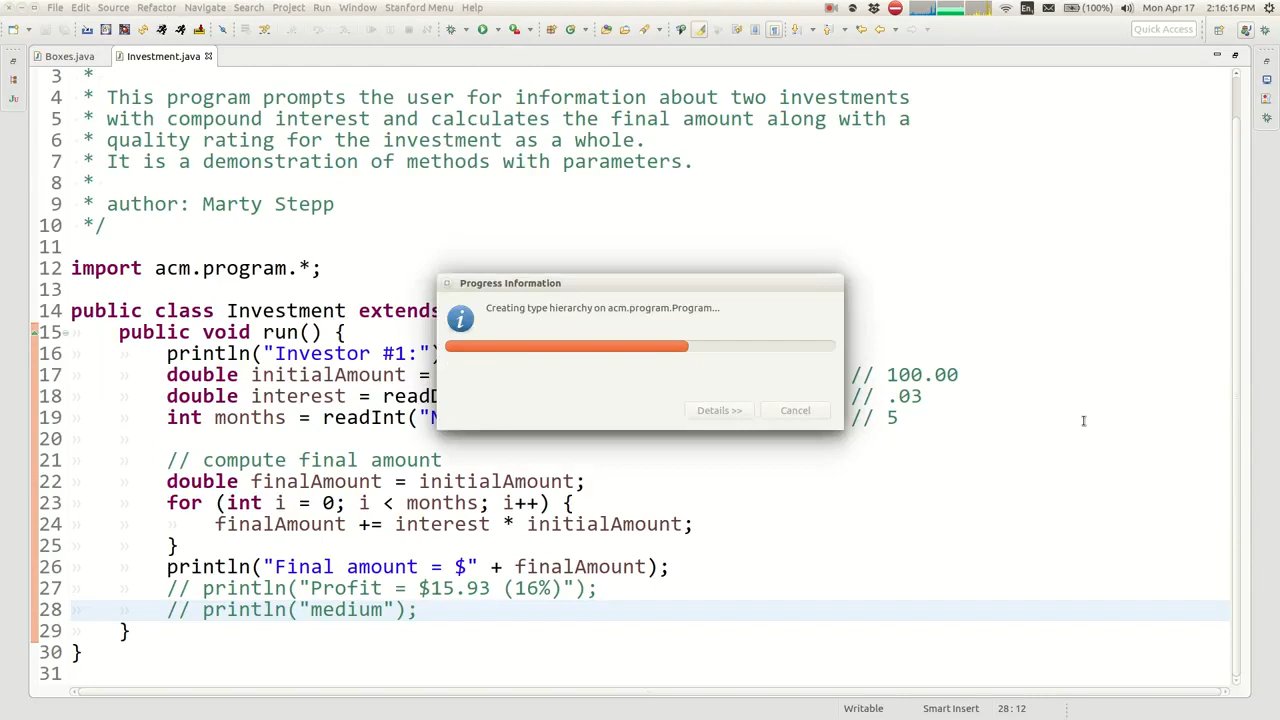 File Edit Source Refactor Navigate Search Project Run Window Stanford Menu Help
En (100%) Mon Apr 17 2:16:16 PM
Quick Access
Boxes.java Investment.java
3 *
4 * This program prompts the user for information about two investments
5 * with compound interest and calculates the final amount along with a
6 * quality rating for the investment as a whole.
7 * It is a demonstration of methods with parameters.
8 *
9 * author: Marty Stepp
10 */
11
12 import acm.program.*;
13
14 public class Investment extends
15 public void run() {
16 println("Investor #1:")
17 double initialAmount = // 100.00
18 double interest = read // .03
19 int months = readInt(" // 5
20
21 // compute final amount
22 double finalAmount = initialAmount;
23 for (int i = 0; i < months; i++) {
24 finalAmount += interest * initialAmount;
25 }
26 println("Final amount = $" + finalAmount);
27 // println("Profit = $15.93 (16%)");
28 // println("medium");
29 }
30 }
31
Progress Information
Creating type hierarchy on acm.program.Program...
Details >> Cancel
Writable Smart Insert 28 : 12